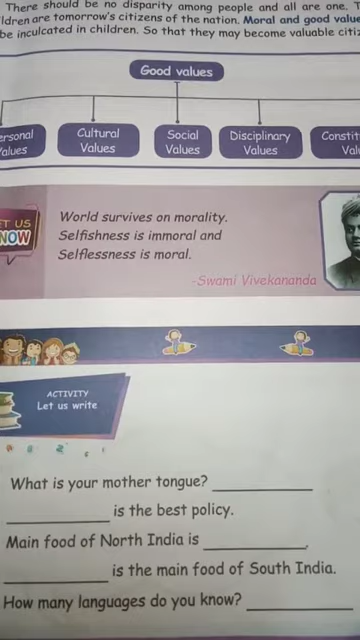 There should be no disparity among people and all are one.
ldren are tomorrow's citizens of the nation. Moral and good value
be inculcated in children. So that they may become valuable citiz
Good values
ersonal Values
Cultural Values
Social Values
Disciplinary Values
Constit
Val
ET US
NOW
World survives on morality.
Selfishness is immoral and
Selflessness is moral.
-Swami Vivekananda
ACTIVITY
Let us write
What is your mother tongue? ____________
____________ is the best policy.
Main food of North India is ____________.
____________ is the main food of South India.
How many languages do you know? ____________